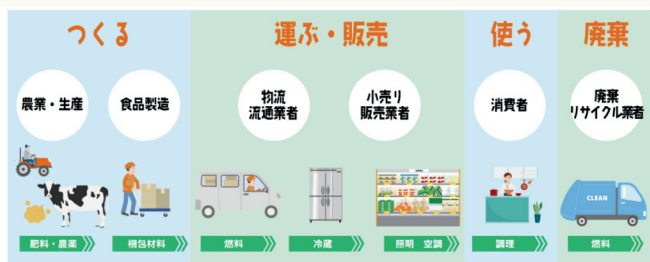 つくる
運ぶ・販売
使う
廃棄
農業・生産
食品製造
物流
流通業者
小売り
販売業者
消費者
廃棄
リサイクル業者
CLEAN
肥料・農薬
梱包材料
燃料
冷蔵
照明 空調
調理
燃料